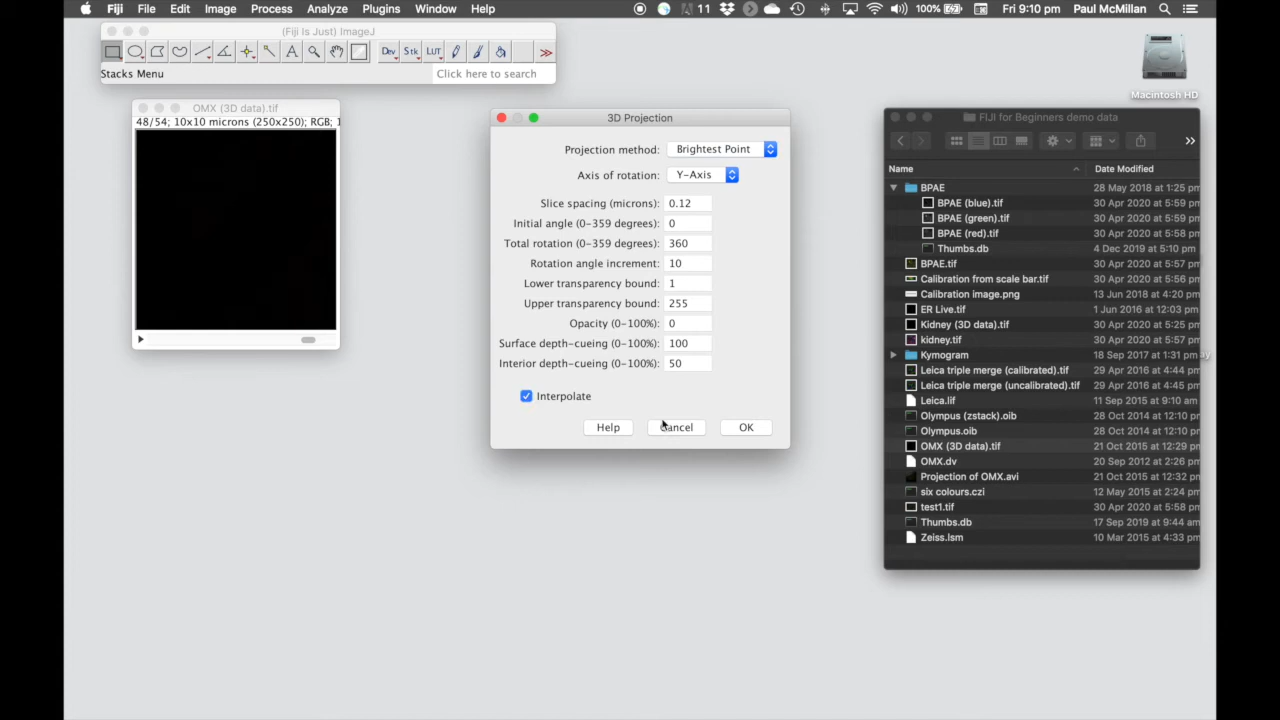 Fiji File Edit Image Process Analyze Plugins Window Help 11 100% Fri 9:10 pm Paul McMillan
(Fiji Is Just) ImageJ
Dev Stk LUT
Stacks Menu Click here to search
Macintosh HD
OMX (3D data).tif
48/54; 10x10 microns (250x250); RGB; 1
3D Projection
Projection method: Brightest Point
Axis of rotation: Y-Axis
Slice spacing (microns): 0.12
Initial angle (0-359 degrees): 0
Total rotation (0-359 degrees): 360
Rotation angle increment: 10
Lower transparency bound: 1
Upper transparency bound: 255
Opacity (0-100%): 0
Surface depth-cueing (0-100%): 100
Interior depth-cueing (0-100%): 50
Interpolate
Help Cancel OK
FIJI for Beginners demo data
Name Date Modified
BPAE 28 May 2018 at 1:25 pm
BPAE (blue).tif 30 Apr 2020 at 5:59 pm
BPAE (green).tif 30 Apr 2020 at 5:59 pm
BPAE (red).tif 30 Apr 2020 at 5:58 pm
Thumbs.db 4 Dec 2019 at 5:10 pm
BPAE.tif 30 Apr 2020 at 5:57 pm
Calibration from scale bar.tif 30 Apr 2020 at 5:57 pm
Calibration image.png 13 Jun 2018 at 4:20 pm
ER Live.tif 1 Jun 2016 at 12:03 pm
Kidney (3D data).tif 30 Apr 2020 at 5:25 pm
kidney.tif 30 Apr 2020 at 5:57 pm
Kymogram 18 Sep 2017 at 1:31 pm
Leica triple merge (calibrated).tif 29 Apr 2016 at 4:44 pm
Leica triple merge (uncalibrated).tif 29 Apr 2016 at 4:45 pm
Leica.lif 11 Sep 2015 at 9:10 am
Olympus (zstack).oib 28 Oct 2014 at 12:10 pm
Olympus.oib 28 Oct 2014 at 12:10 pm
OMX (3D data).tif 21 Oct 2015 at 12:29 pm
OMX.dv 20 Sep 2012 at 2:26 pm
Projection of OMX.avi 21 Oct 2015 at 12:32 pm
six colours.czi 12 May 2015 at 2:24 pm
test1.tif 30 Apr 2020 at 5:58 pm
Thumbs.db 17 Sep 2019 at 9:44 am
Zeiss.lsm 10 Mar 2015 at 4:33 pm